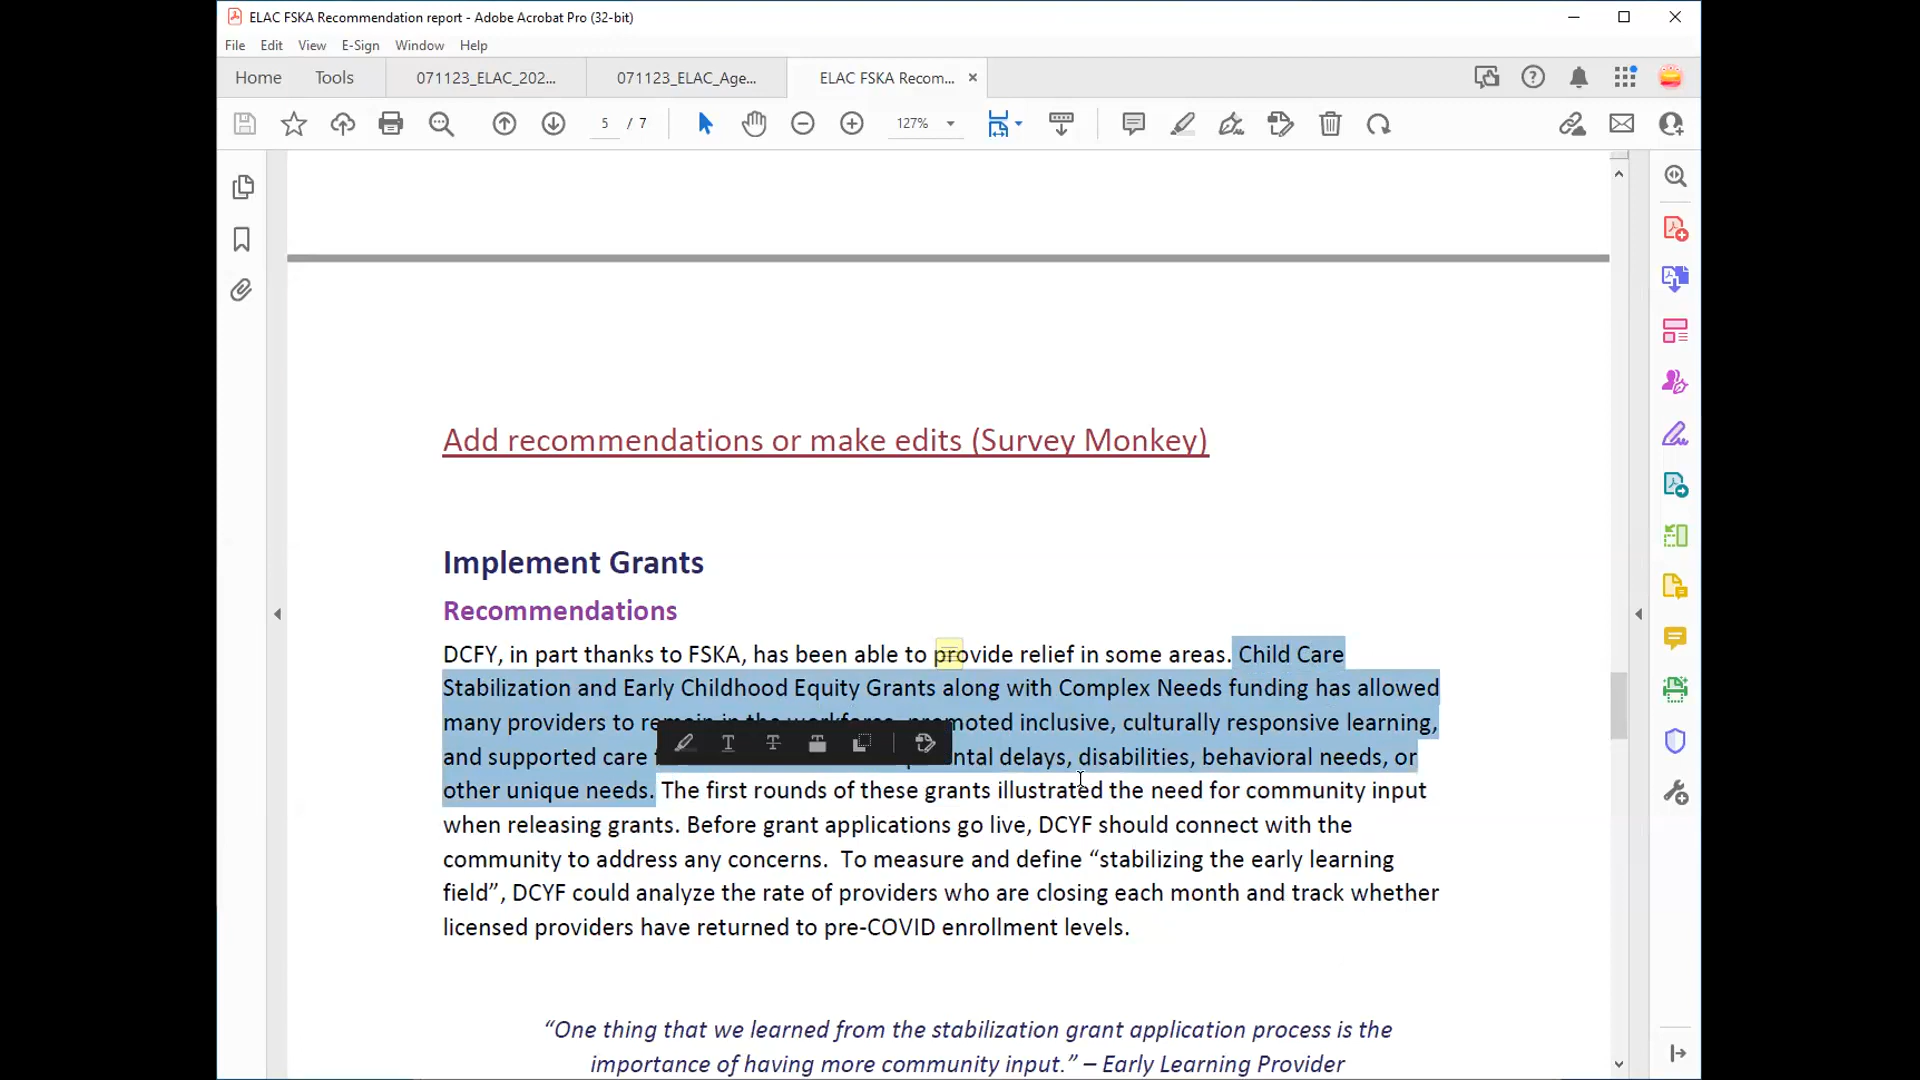 ELAC FSKA Recommendation report - Adobe Acrobat Pro (32-bit)
File Edit View E-Sign Window Help
Home Tools 071123_ELAC_202... 071123_ELAC_Age... ELAC FSKA Recom...
5 / 7 127%
Add recommendations or make edits (Survey Monkey)
Implement Grants
Recommendations
DCFY, in part thanks to FSKA, has been able to provide relief in some areas. Child Care
Stabilization and Early Childhood Equity Grants along with Complex Needs funding has allowed
many providers to remain in the workforce, promoted inclusive, culturally responsive learning,
and supported care delays, disabilities, behavioral needs, or
other unique needs. The first rounds of these grants illustrated the need for community input
when releasing grants. Before grant applications go live, DCYF should connect with the
community to address any concerns. To measure and define “stabilizing the early learning
field”, DCYF could analyze the rate of providers who are closing each month and track whether
licensed providers have returned to pre-COVID enrollment levels.
“One thing that we learned from the stabilization grant application process is the
importance of having more community input.” – Early Learning Provider